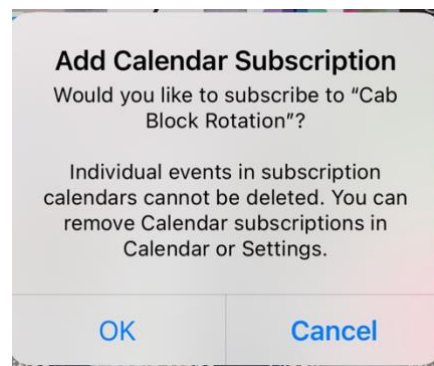 Add Calendar Subscription
Would you like to subscribe to “Cab
Block Rotation”?
Individual events in subscription
calendars cannot be deleted. You can
remove Calendar subscriptions in
Calendar or Settings.
OK
Cancel